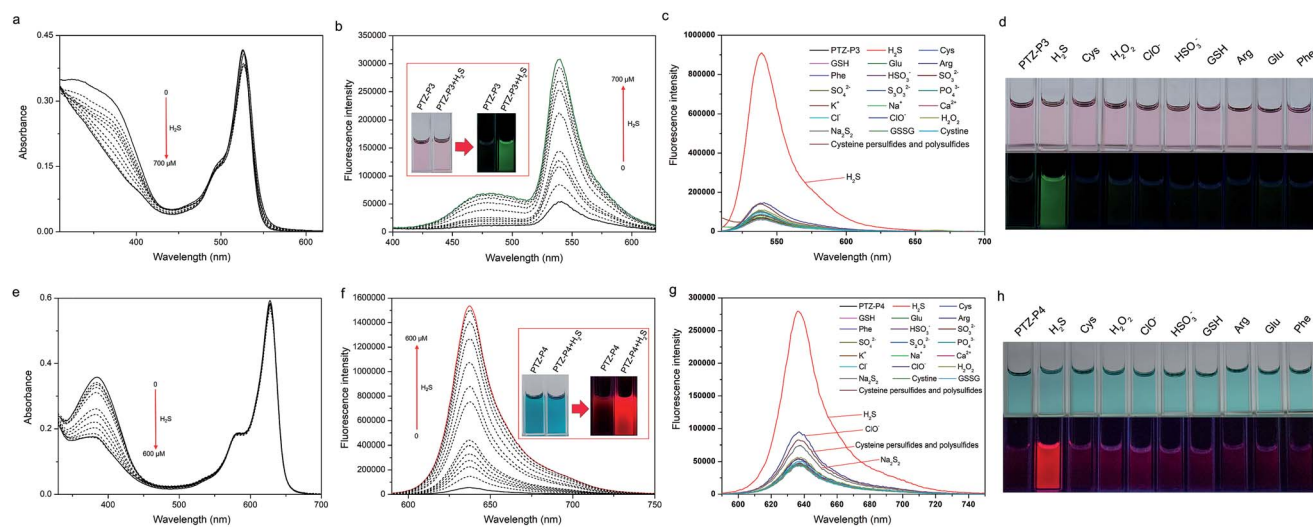 a
0.45
0.30
0.15
0.00
Absorbance
400
500
600
Wavelength (nm)
0
H₂S
700 µM
b
350000
300000
250000
200000
150000
100000
50000
0
Fluorescence intensity
400
450
500
550
600
Wavelength (nm)
PTZ-P3
PTZ-P3+H₂S
PTZ-P3
PTZ-P3+H₂S
700 µM
H₂S
0
c
1000000
800000
600000
400000
200000
0
Fluorescence intensity
550
600
650
700
Wavelength (nm)
PTZ-P3 H₂S Cys
GSH Glu Arg
Phe HSO₃⁻ SO₃²⁻
SO₄²⁻ S₂O₃²⁻ PO₄³⁻
K⁺ Na⁺ Ca²⁺
Cl⁻ ClO⁻ H₂O₂
Na₂S₂ GSSG Cystine
Cysteine persulfides and polysulfides
H₂S
d
PTZ-P3 H₂S Cys H₂O₂ ClO⁻ HSO₃⁻ GSH Arg Glu Phe
e
0.6
0.4
0.2
0.0
Absorbance
400
500
600
700
Wavelength (nm)
0
H₂S
600 µM
f
1600000
1500000
1400000
1300000
1200000
1100000
1000000
900000
800000
700000
600000
500000
400000
300000
200000
100000
0
Fluorescence intensity
600
650
700
750
Wavelength (nm)
600 µM
H₂S
0
PTZ-P4
PTZ-P4+H₂S
PTZ-P4
PTZ-P4+H₂S
g
300000
250000
200000
150000
100000
50000
0
Fluorescence intensity
600
620
640
660
680
700
720
740
Wavelength (nm)
PTZ-P4 H₂S Cys
GSH Glu Arg
Phe HSO₃⁻ SO₃²⁻
SO₄²⁻ S₂O₃²⁻ PO₄³⁻
K⁺ Na⁺ Ca²⁺
Cl⁻ ClO⁻ H₂O₂
Na₂S₂ Cystine GSSG
Cysteine persulfides and polysulfides
H₂S
ClO⁻
Cysteine persulfides and polysulfides
Na₂S₂
h
PTZ-P4 H₂S Cys H₂O₂ ClO⁻ HSO₃⁻ GSH Arg Glu Phe